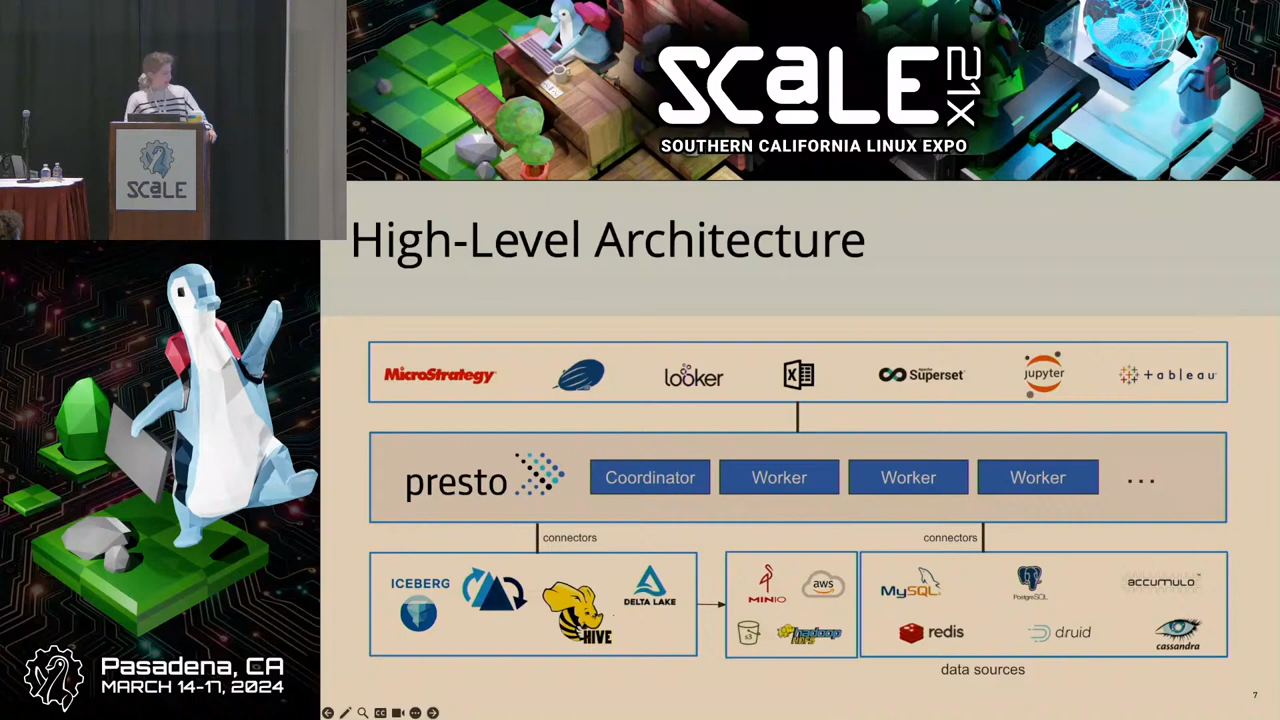 SCALE
21X
SOUTHERN CALIFORNIA LINUX EXPO
SCALE
High-Level Architecture
MicroStrategy
looker
X
Superset
jupyter
+ableau
presto
Coordinator
Worker
Worker
Worker
...
connectors
connectors
ICEBERG
HIVE
DELTA LAKE
MINIO
aws
S3
hadoop
MySQL
PostgreSQL
accumulo
redis
druid
cassandra
data sources
7
Pasadena, CA
MARCH 14-17, 2024